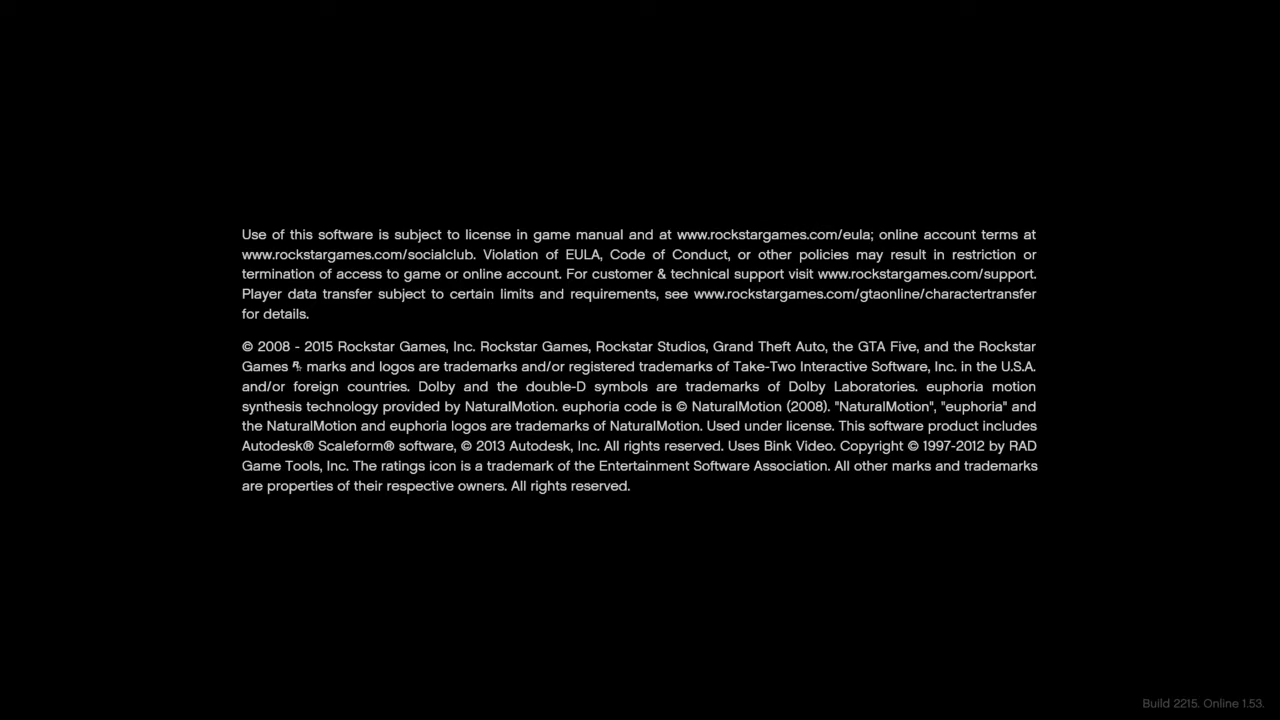 Use of this software is subject to license in game manual and at www.rockstargames.com/eula; online account terms at
www.rockstargames.com/socialclub. Violation of EULA, Code of Conduct, or other policies may result in restriction or
termination of access to game or online account. For customer & technical support visit www.rockstargames.com/support.
Player data transfer subject to certain limits and requirements, see www.rockstargames.com/gtaonline/charactertransfer
for details.
© 2008 - 2015 Rockstar Games, Inc. Rockstar Games, Rockstar Studios, Grand Theft Auto, the GTA Five, and the Rockstar
Games R* marks and logos are trademarks and/or registered trademarks of Take-Two Interactive Software, Inc. in the U.S.A.
and/or foreign countries. Dolby and the double-D symbols are trademarks of Dolby Laboratories. euphoria motion
synthesis technology provided by NaturalMotion. euphoria code is © NaturalMotion (2008). "NaturalMotion", "euphoria" and
the NaturalMotion and euphoria logos are trademarks of NaturalMotion. Used under license. This software product includes
Autodesk® Scaleform® software, © 2013 Autodesk, Inc. All rights reserved. Uses Bink Video. Copyright © 1997-2012 by RAD
Game Tools, Inc. The ratings icon is a trademark of the Entertainment Software Association. All other marks and trademarks
are properties of their respective owners. All rights reserved.
Build 2215. Online 1.53.